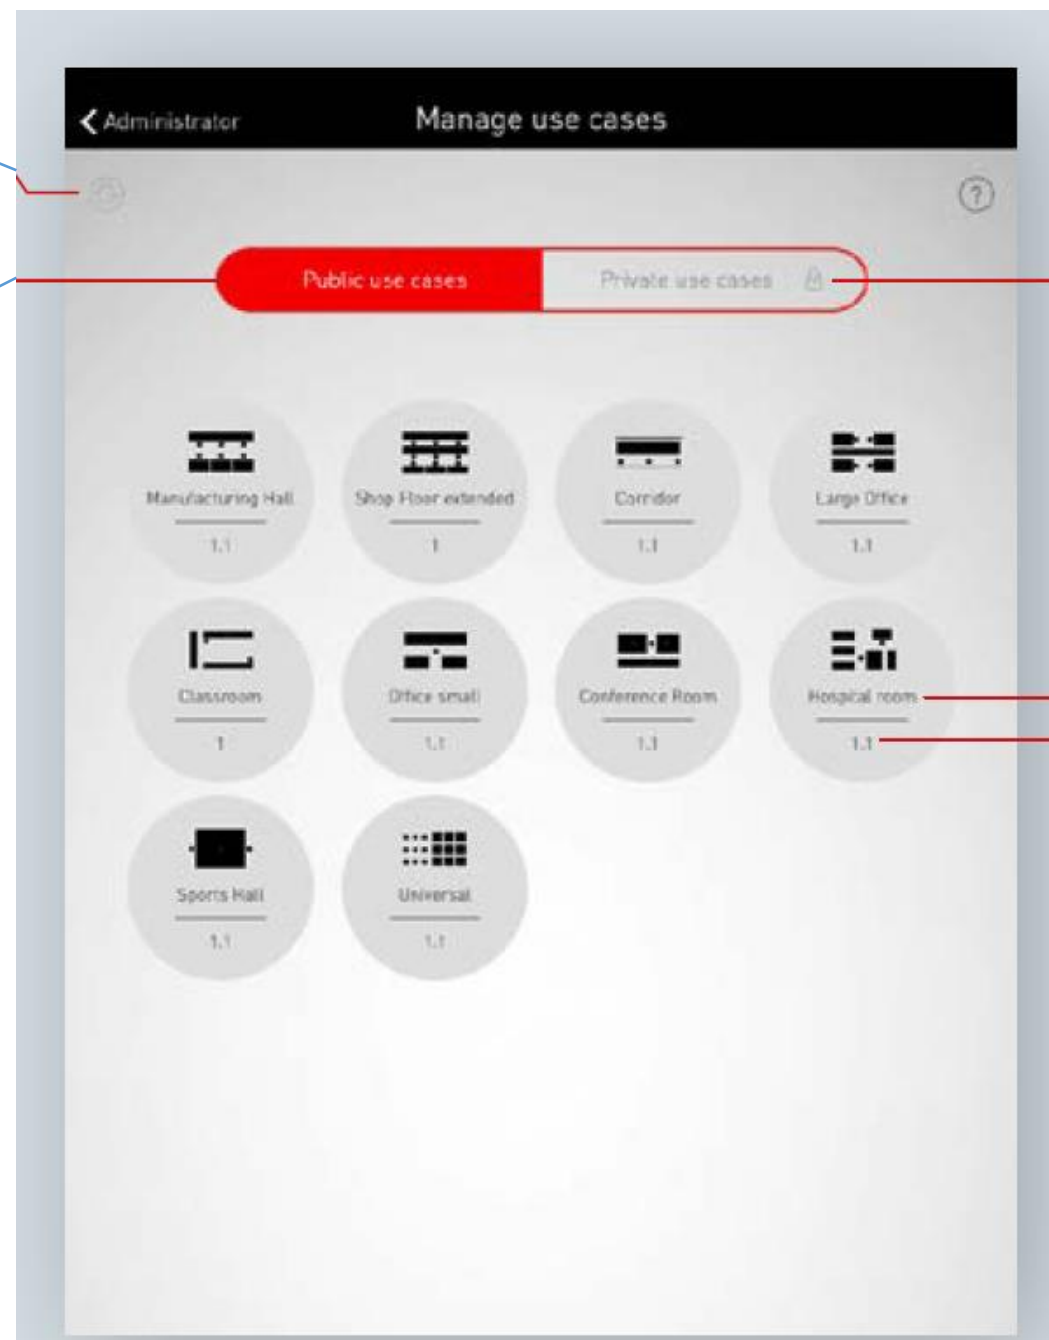 Administrator
Manage use cases
?
Public use cases
Private use cases
Manufacturing Hall
Shop Floor extended
Corridor
Large Office
1.1
1
1.1
1.1
Classroom
Office small
Conference Room
Hospital room
1
1.1
1.1
1.1
Sports Hall
Universal
1.1
1.1